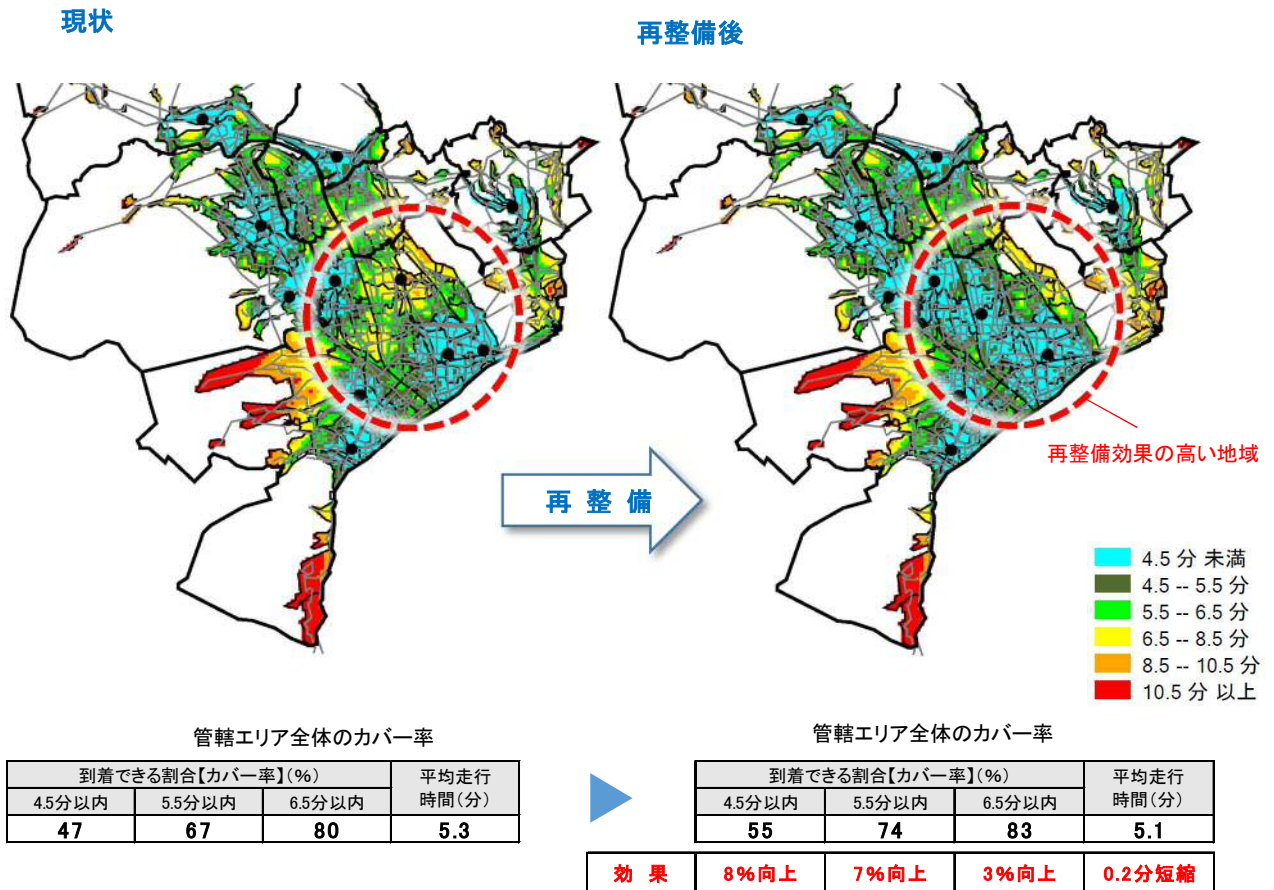 現状
再整備後
再整備効果の高い地域
再 整 備
4.5 分 未満
4.5 -- 5.5 分
5.5 -- 6.5 分
6.5 -- 8.5 分
8.5 -- 10.5 分
10.5 分 以上
管轄エリア全体のカバー率
到着できる割合【カバー率】(%) 平均走行
4.5分以内 5.5分以内 6.5分以内 時間(分)
47 67 80 5.3
管轄エリア全体のカバー率
到着できる割合【カバー率】(%) 平均走行
4.5分以内 5.5分以内 6.5分以内 時間(分)
55 74 83 5.1
効 果 8%向上 7%向上 3%向上 0.2分短縮